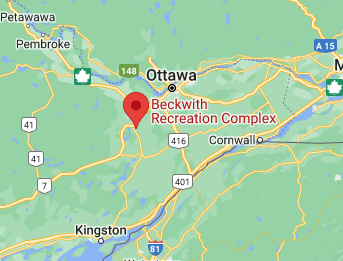 Petawawa
Pembroke
A 15
M
148
Ottawa
Beckwith
Recreation Complex
41
416
Cornwall
41
7
401
Kingston
81